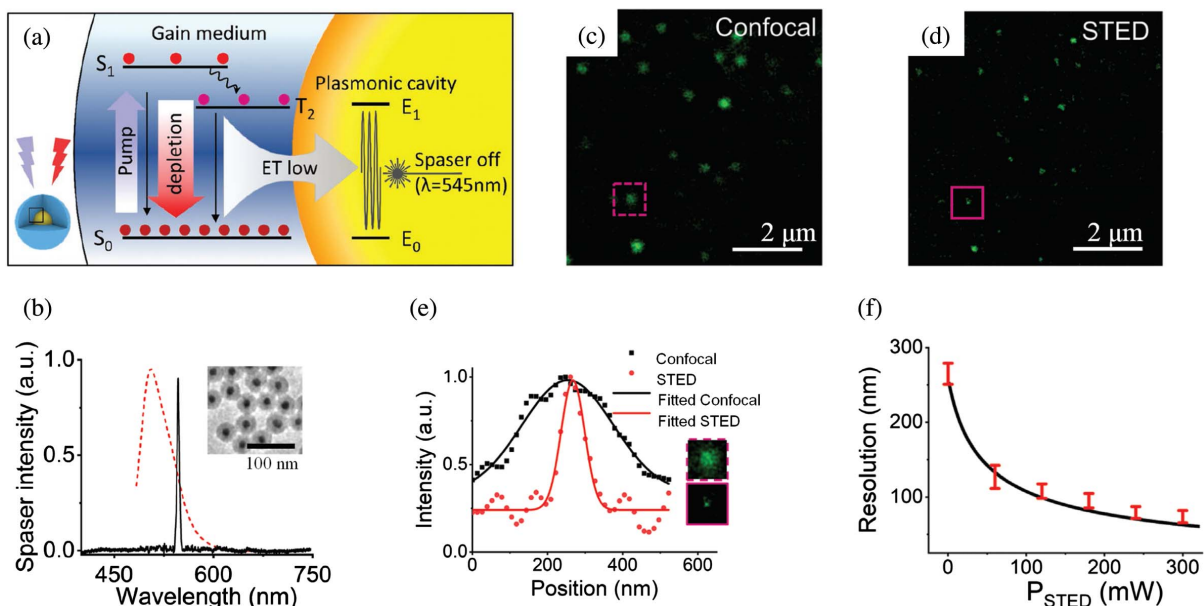 (a)
Gain medium
S1
T2
Pump
depletion
ET low
S0
Plasmonic cavity
E1
Spaser off
(λ=545nm)
E0
(c)
Confocal
2 μm
(d)
STED
2 μm
(b)
Spaser intensity (a.u.)
1.0
0.5
0.0
450
600
750
Wavelength (nm)
100 nm
(e)
Confocal
STED
Fitted Confocal
Fitted STED
Intensity (a.u.)
1.0
0.5
0.0
0
200
400
600
Position (nm)
(f)
Resolution (nm)
300
200
100
0
100
200
300
PSTED (mW)